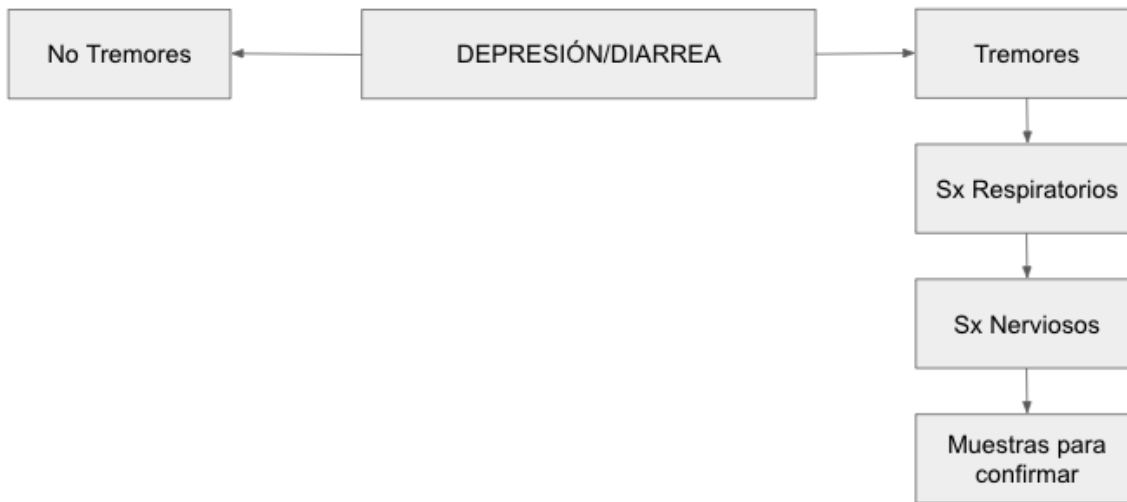 No Tremores
DEPRESIÓN/DIARREA
Tremores
Sx Respiratorios
Sx Nerviosos
Muestras para
confirmar